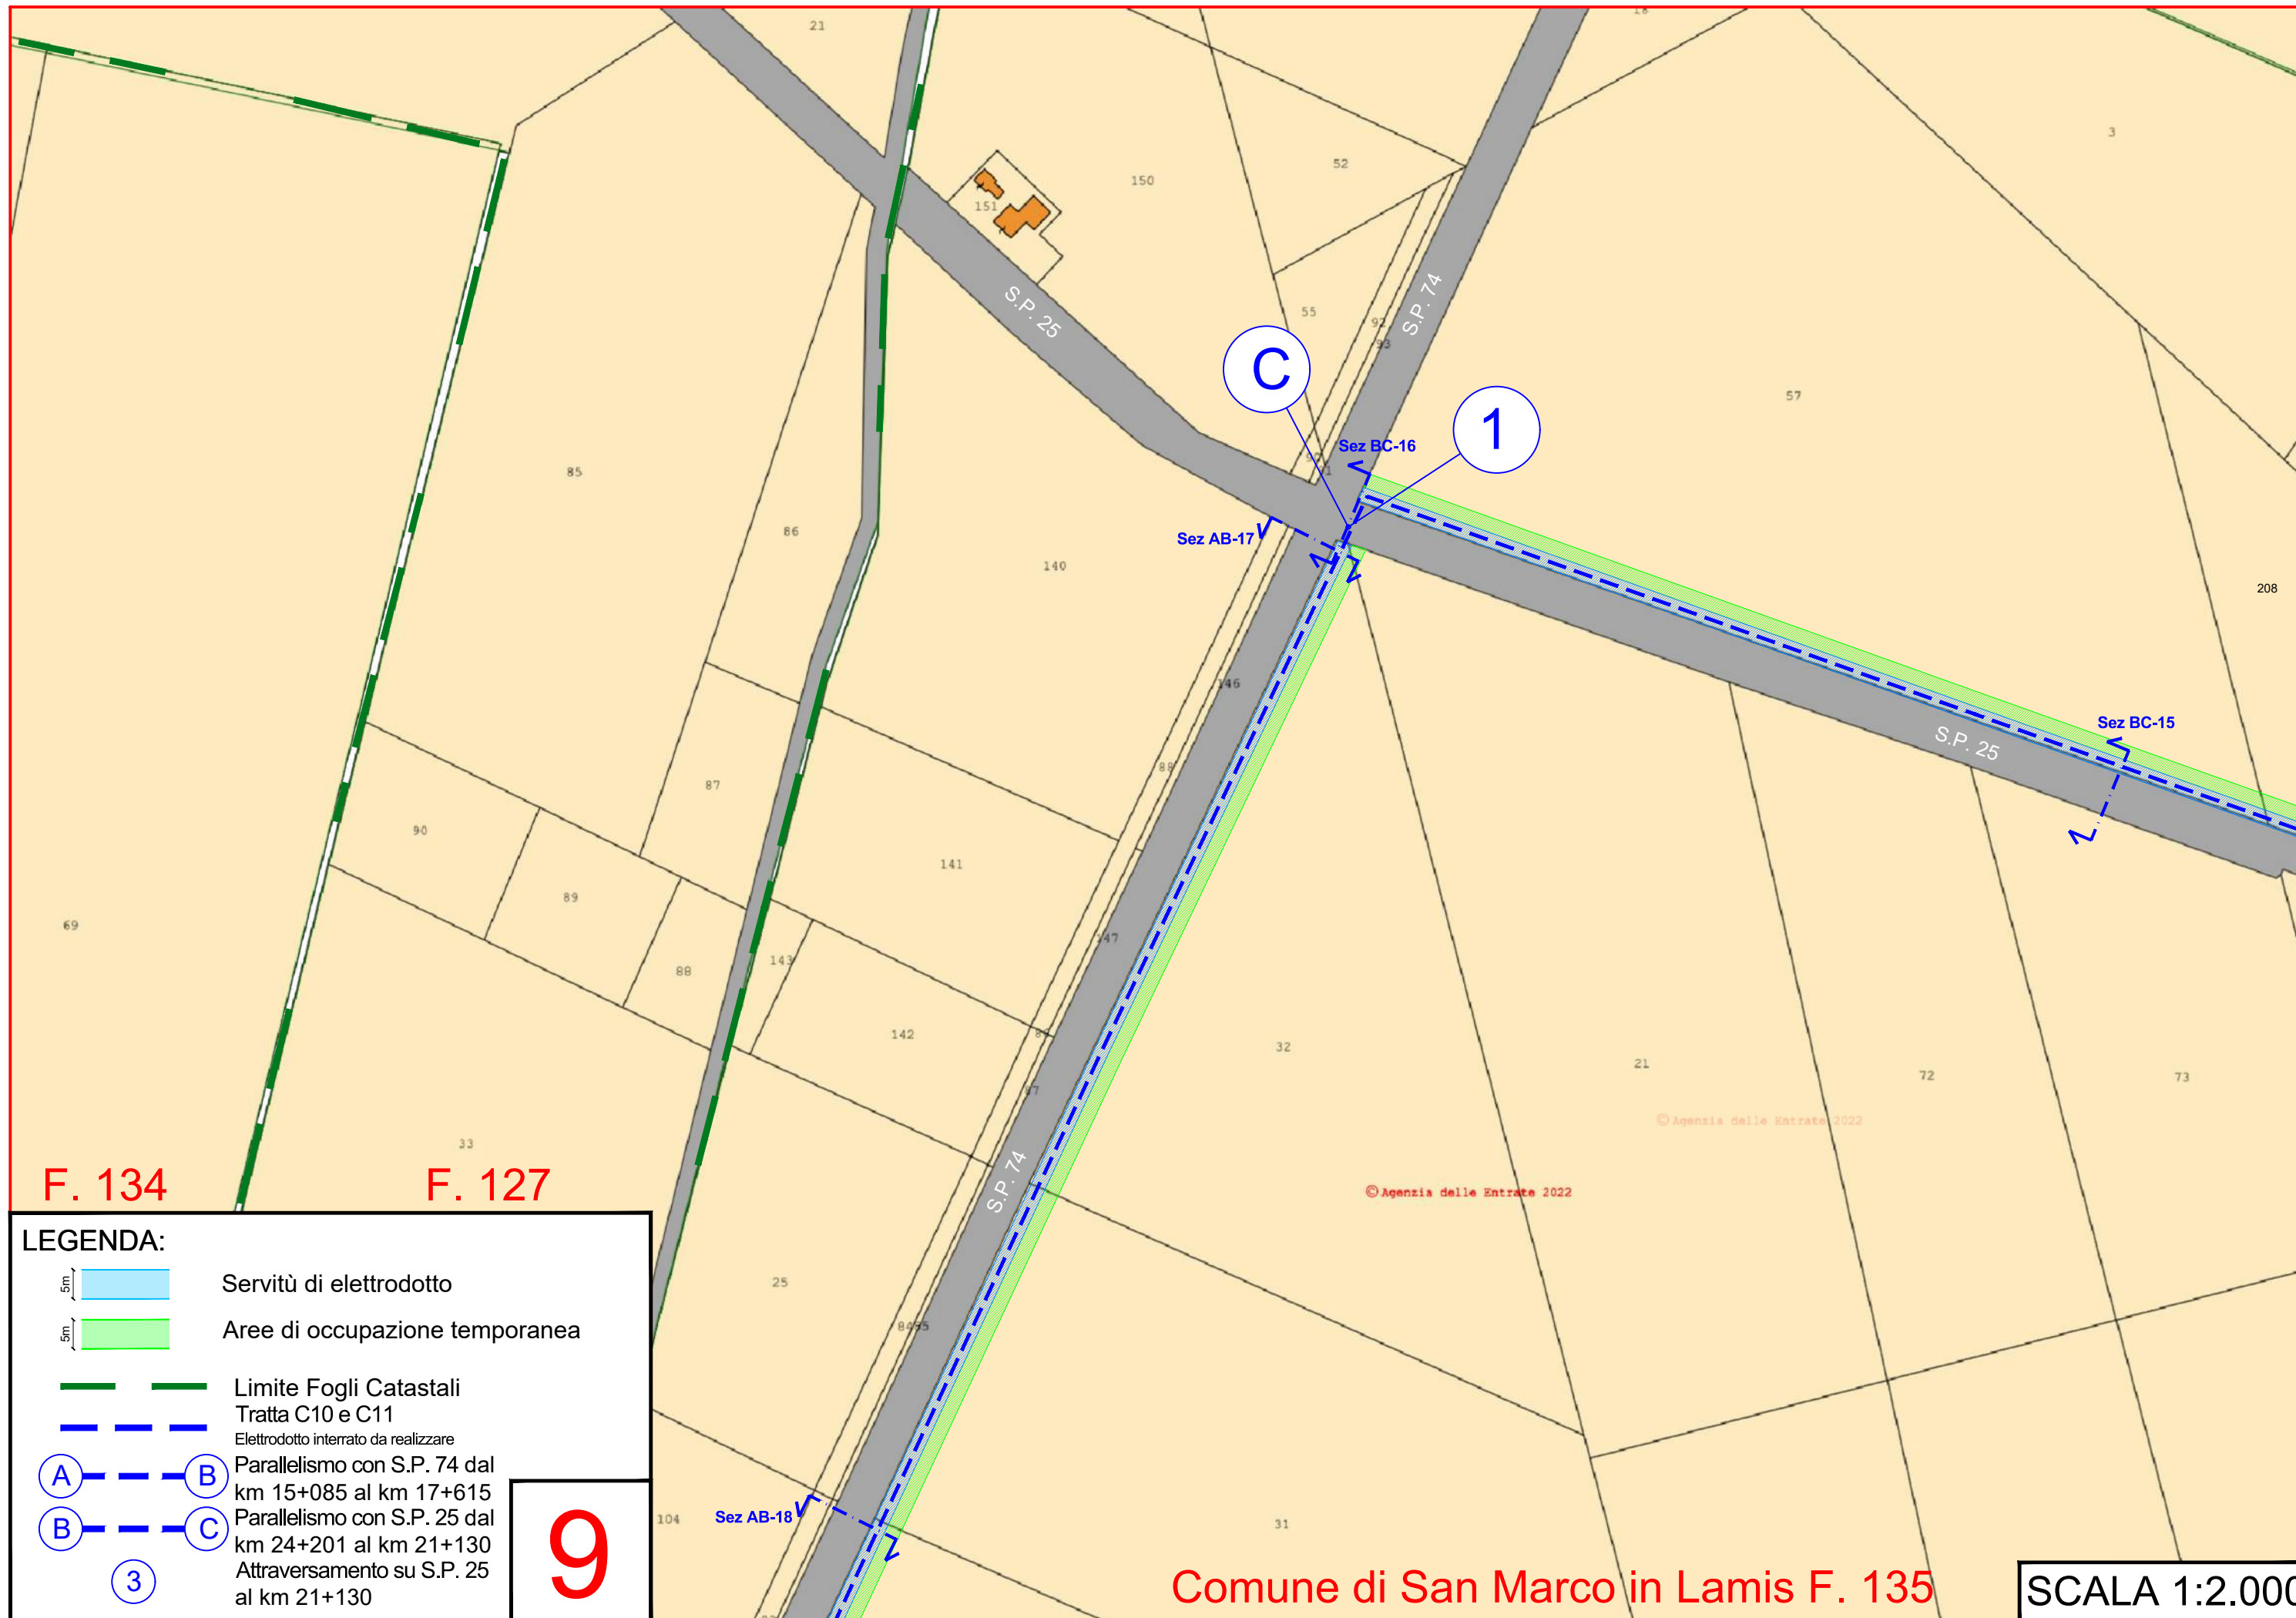 21
18
3
150
52
151
S.P. 25
S.P. 74
55
92
93
C
57
1
Sez BC-16
85
86
Sez AB-17
140
208
146
Sez BC-15
S.P. 25
88
87
90
141
89
69
147
88
143
142
32
21
72
73
87
© Agenzia delle Entrate 2022
33
S.P. 74
F. 134
F. 127
© Agenzia delle Entrate 2022
25
8485
104
Sez AB-18
31
LEGENDA:
5m
Servitù di elettrodotto
5m
Aree di occupazione temporanea
Limite Fogli Catastali
Tratta C10 e C11
Elettrodotto interrato da realizzare
A B Parallelismo con S.P. 74 dal
km 15+085 al km 17+615
B C Parallelismo con S.P. 25 dal
km 24+201 al km 21+130
3 Attraversamento su S.P. 25
al km 21+130
9
Comune di San Marco in Lamis F. 135
SCALA 1:2.000